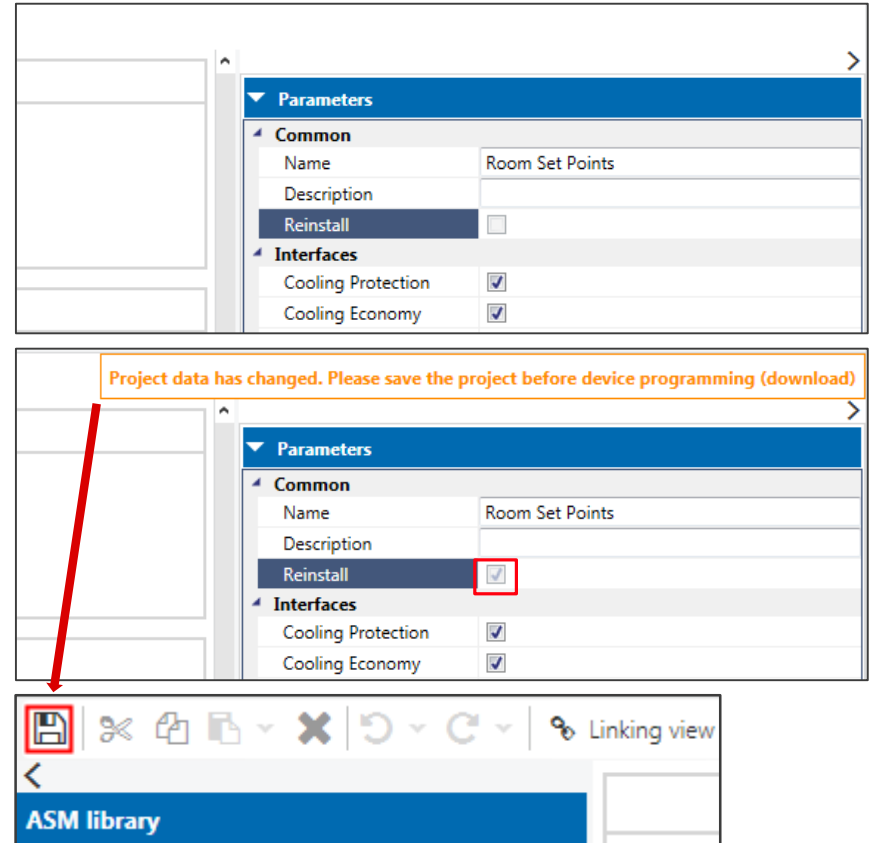 Parameters
Common
Name Room Set Points
Description
Reinstall
Interfaces
Cooling Protection
Cooling Economy
Project data has changed. Please save the project before device programming (download)
Parameters
Common
Name Room Set Points
Description
Reinstall
Interfaces
Cooling Protection
Cooling Economy
Linking view
ASM library